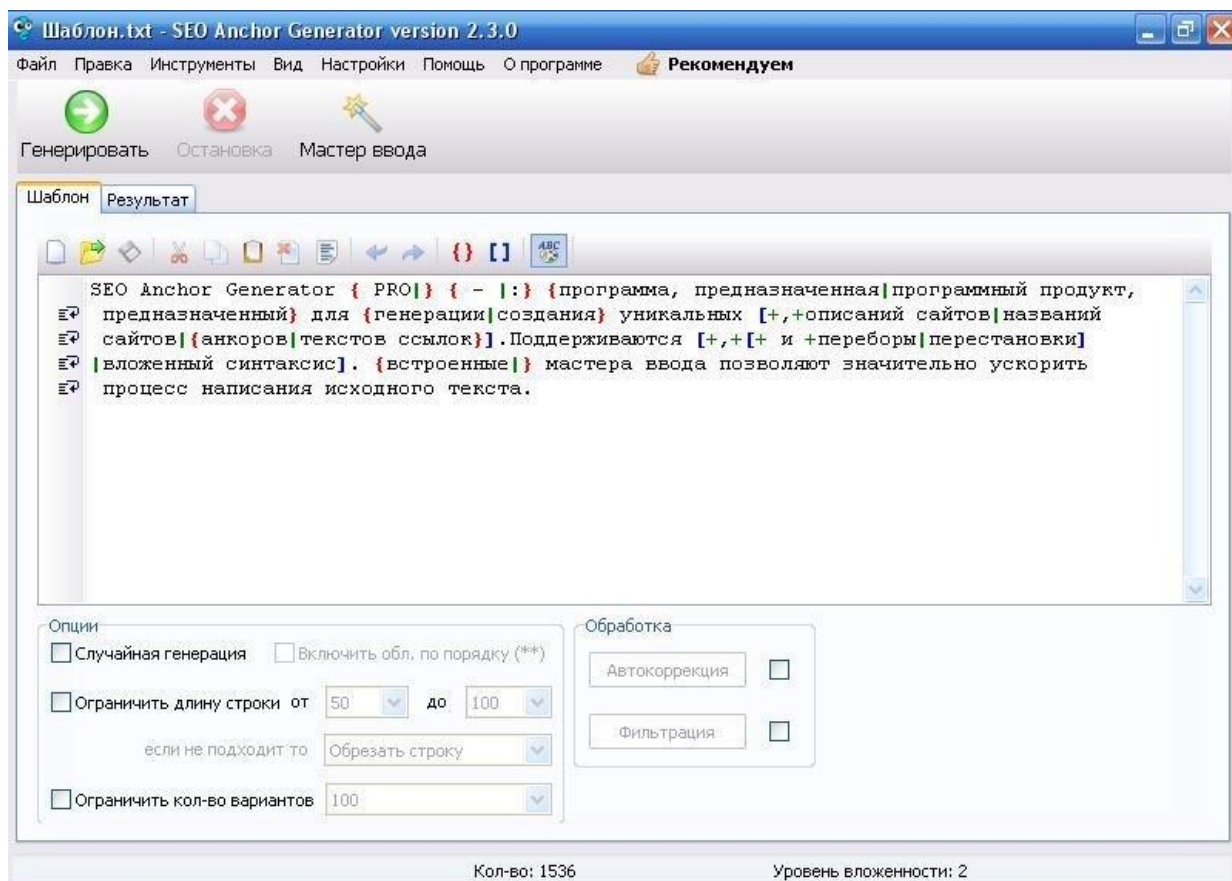 Шаблон.txt - SEO Anchor Generator version 2.3.0
Файл Правка Инструменты Вид Настройки Помощь О программе Рекомендуем
Генерировать Остановка Мастер ввода
Шаблон Результат
{} [] ABC
SEO Anchor Generator { PRO|} { - |:} {программа, предназначенная|программный продукт,
предназначенный} для {генерации|создания} уникальных [+,+описаний сайтов|названий
сайтов|{анкоров|текстов ссылок}].Поддерживаются [+,+[+ и +переборы|перестановки]
|вложенный синтаксис]. {встроенные|} мастера ввода позволяют значительно ускорить
процесс написания исходного текста.
Опции
Случайная генерация Включить обл. по порядку (**)
Ограничить длину строки от 50 до 100
если не подходит то Обрезать строку
Ограничить кол-во вариантов 100
Обработка
Автокоррекция
Фильтрация
Кол-во: 1536 Уровень вложенности: 2